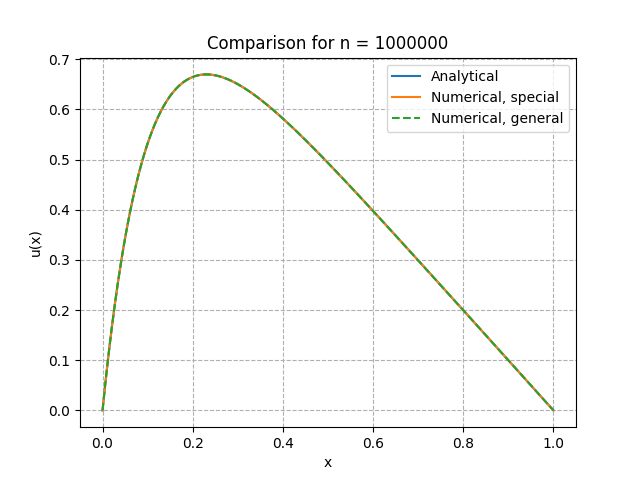 Comparison for n = 1000000
Analytical
Numerical, special
Numerical, general
u(x)
0.7
0.6
0.5
0.4
0.3
0.2
0.1
0.0
0.0 0.2 0.4 0.6 0.8 1.0
x